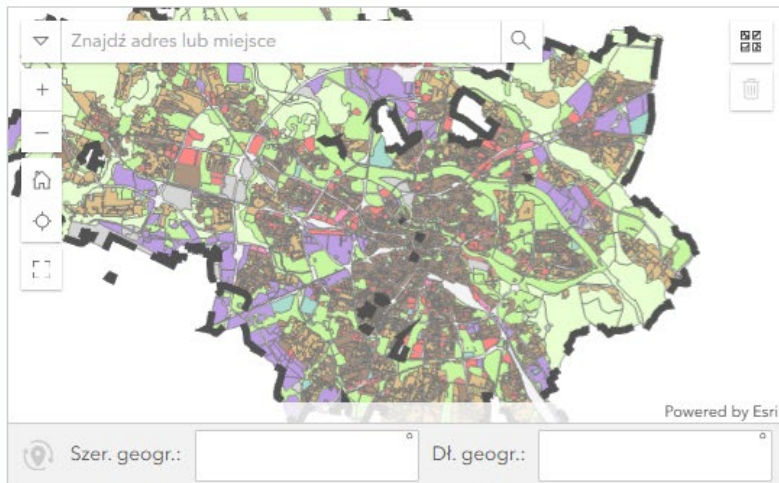 Znajdź adres lub miejsce
Powered by Esri
Szer. geogr.: °
Dł. geogr.: °